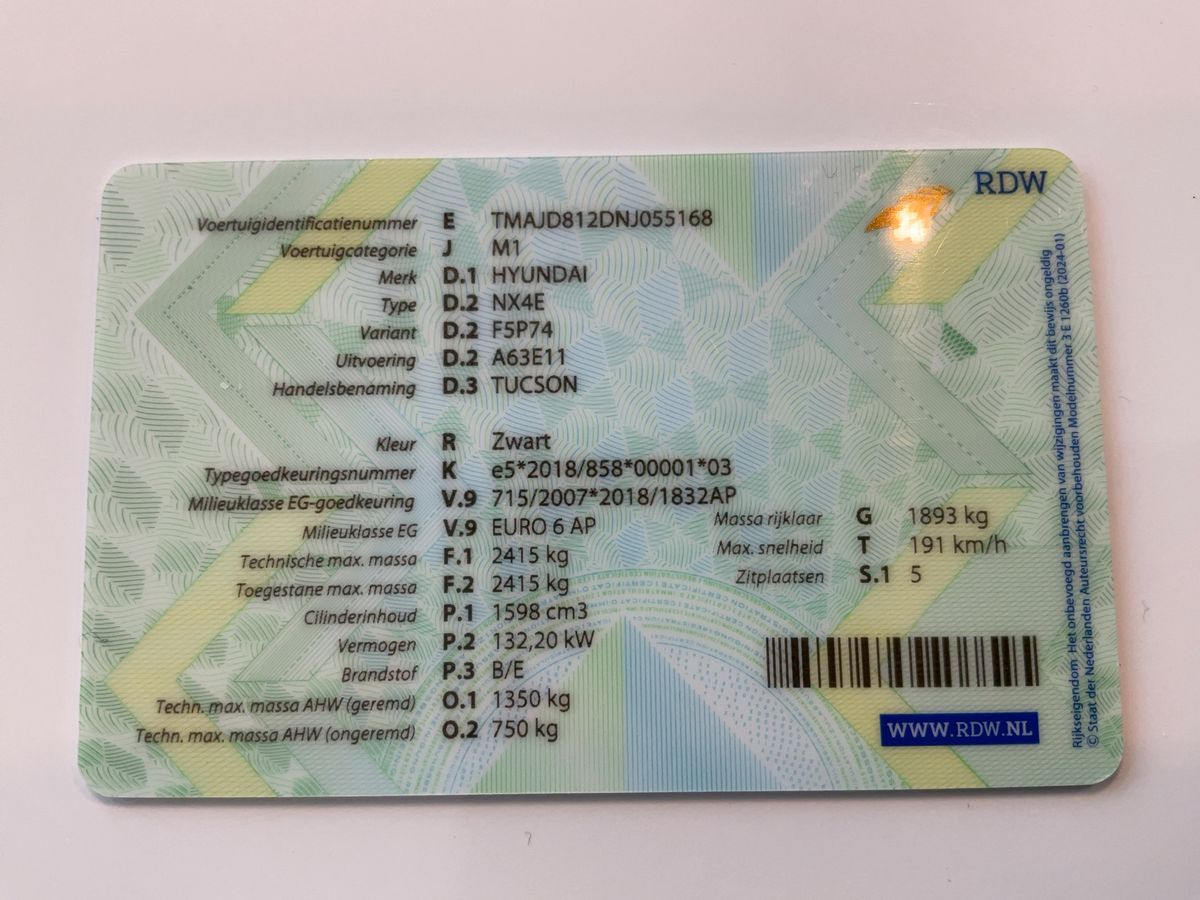 RDW
Voertuigidentificatienummer E TMAJD812DNJ055168
Voertuigcategorie J M1
Merk D.1 HYUNDAI
Type D.2 NX4E
Variant D.2 F5P74
Uitvoering D.2 A63E11
Handelsbenaming D.3 TUCSON
Kleur R Zwart
Typegoedkeuringsnummer K e5*2018/858*00001*03
Milieuklasse EG-goedkeuring V.9 715/2007*2018/1832AP
Milieuklasse EG V.9 EURO 6 AP
Technische max. massa F.1 2415 kg
Toegestane max. massa F.2 2415 kg
Cilinderinhoud P.1 1598 cm3
Vermogen P.2 132,20 kW
Brandstof P.3 B/E
Techn. max. massa AHW (geremd) O.1 1350 kg
Techn. max. massa AHW (ongeremd) O.2 750 kg
Massa rijklaar G 1893 kg
Max. snelheid T 191 km/h
Zitplaatsen S.1 5
WWW.RDW.NL
Rijkseigendom. Het onbevoegd aanbrengen van wijzigingen maakt dit bewijs ongeldig
© Staat der Nederlanden Auteursrecht voorbehouden Modelnummer 3 E 1260b (2024-01)